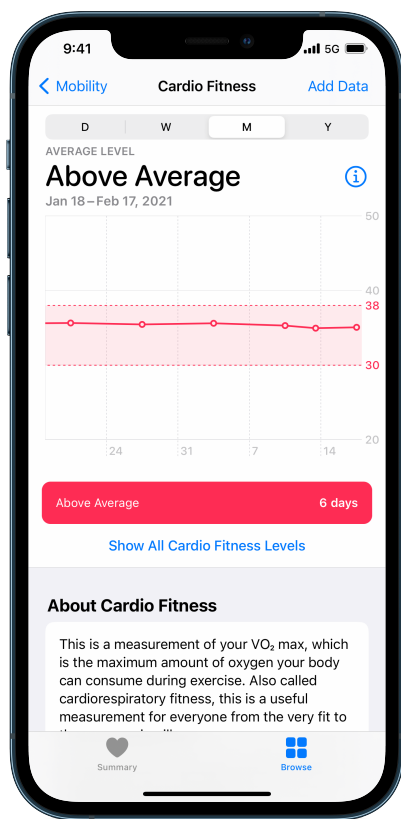 9:41
5G
Mobility
Cardio Fitness
Add Data
D W M Y
AVERAGE LEVEL
Above Average
Jan 18–Feb 17, 2021
50
40
38
30
20
24 31 7 14
Above Average 6 days
Show All Cardio Fitness Levels
About Cardio Fitness
This is a measurement of your VO₂ max, which
is the maximum amount of oxygen your body
can consume during exercise. Also called
cardiorespiratory fitness, this is a useful
measurement for everyone from the very fit to
Summary
Browse